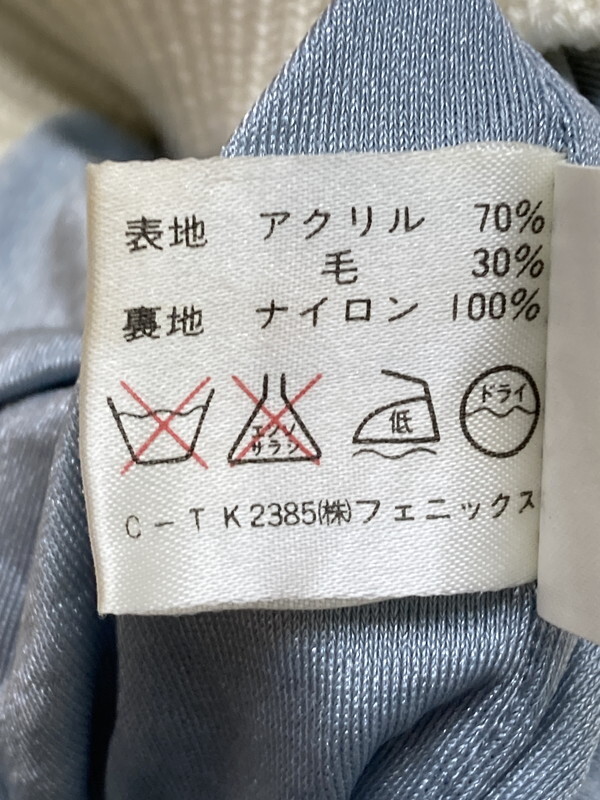 表地 アクリル 70%
毛 30%
裏地 ナイロン 100%
エンソ サラシ 低 ドライ
C-TK2385㈱フェニックス